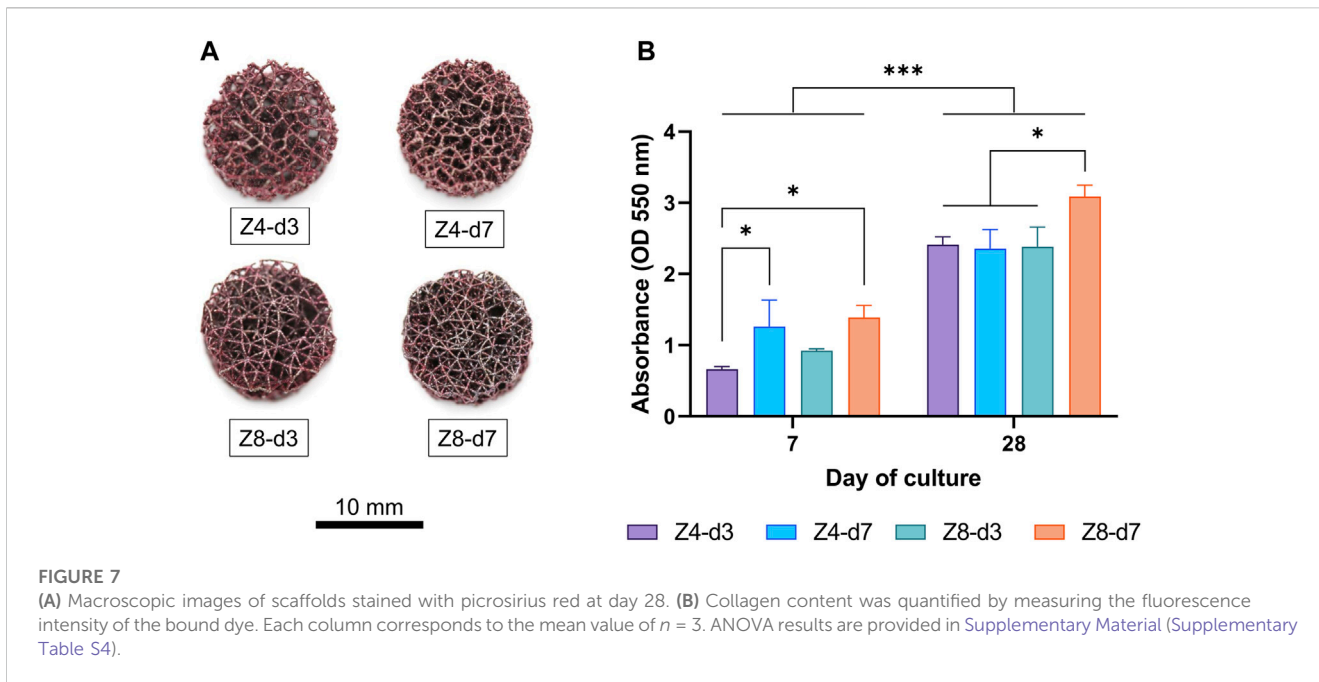 A
Z4-d3
Z4-d7
Z8-d3
Z8-d7
10 mm
B
***
*
*
*
Absorbance (OD 550 nm)
4
3
2
1
0
7
28
Day of culture
Z4-d3
Z4-d7
Z8-d3
Z8-d7
FIGURE 7
(A) Macroscopic images of scaffolds stained with picrosirius red at day 28. (B) Collagen content was quantified by measuring the fluorescence
intensity of the bound dye. Each column corresponds to the mean value of n = 3. ANOVA results are provided in Supplementary Material (Supplementary
Table S4).